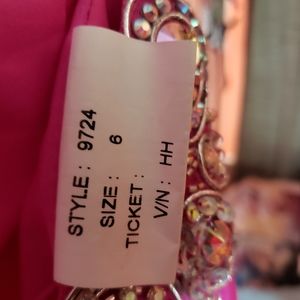 STYLE : 9724
SIZE : 6
TICKET :
V/N : HH